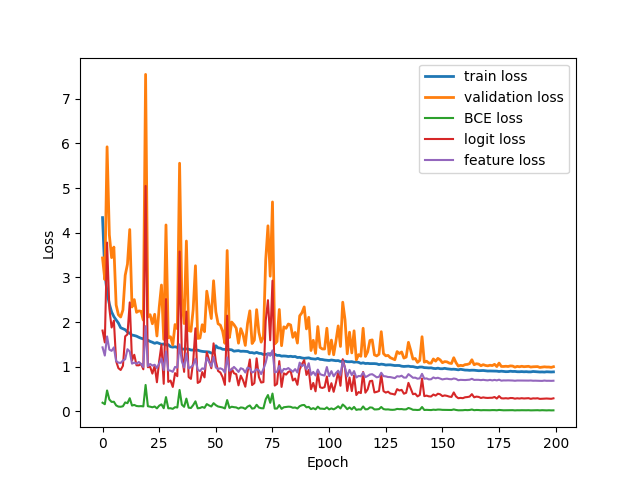 train loss
validation loss
BCE loss
logit loss
feature loss
7
6
5
4
3
2
1
0
Loss
0 25 50 75 100 125 150 175 200
Epoch